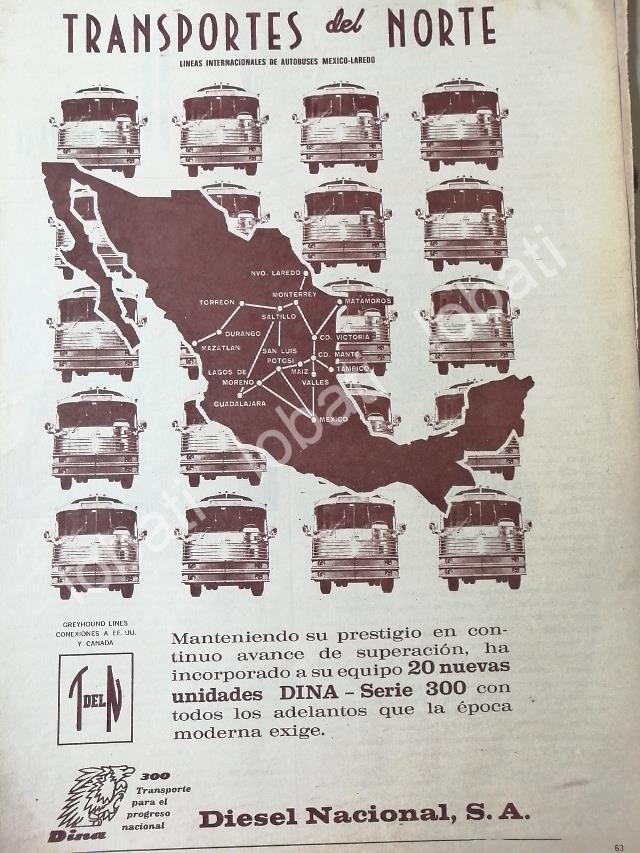 TRANSPORTES del NORTE
LINEAS INTERNACIONALES DE AUTOBUSES MEXICO-LAREDO
NVO. LAREDO
MONTERREY
TORREON
MATAMOROS
SALTILLO
DURANGO
CD. VICTORIA
MAZATLAN
SAN LUIS
POTOSI
CD. MANTE
LAGOS DE
MORENO
MAIZ
TAMPICO
VALLES
GUADALAJARA
MEXICO
lobati
lobati
lobati
lobati
GREYHOUND LINES
CONEXIONES A EE. UU.
Y CANADA
T DEL N
Manteniendo su prestigio en con-
tinuo avance de superación, ha
incorporado a su equipo 20 nuevas
unidades DINA - Serie 300 con
todos los adelantos que la época
moderna exige.
300
Transporte
para el
progreso
nacional
Dina
Diesel Nacional, S. A.
63